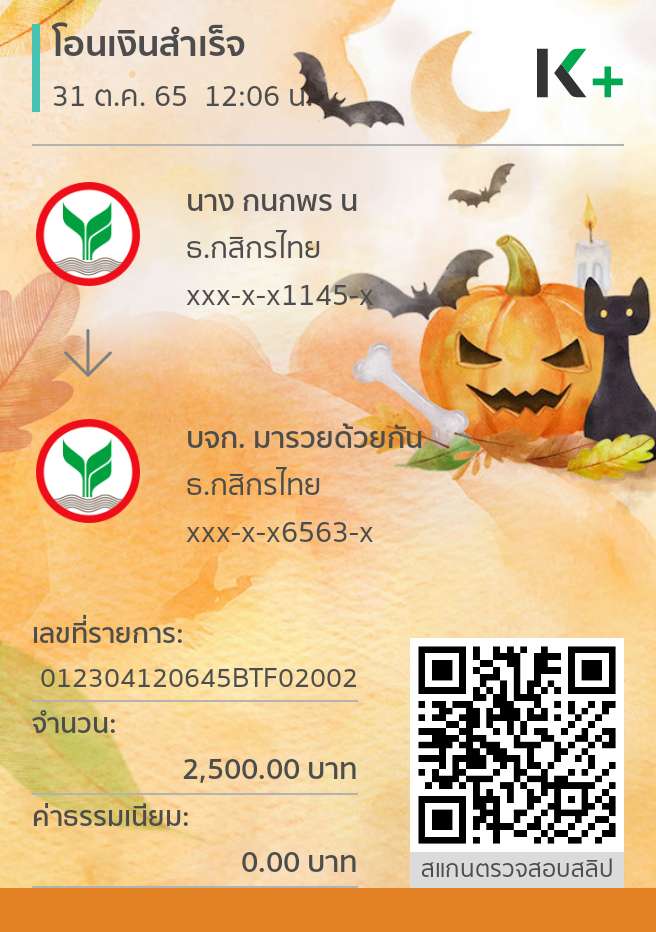 โอนเงินสำเร็จ
31 ต.ค. 65 12:06 น.
K+
นาง กนกพร น
ธ.กสิกรไทย
xxx-x-x1145-x
บจก. มารวยด้วยกัน
ธ.กสิกรไทย
xxx-x-x6563-x
เลขที่รายการ:
012304120645BTF02002
จำนวน:
2,500.00 บาท
ค่าธรรมเนียม:
0.00 บาท
สแกนตรวจสอบสลิป